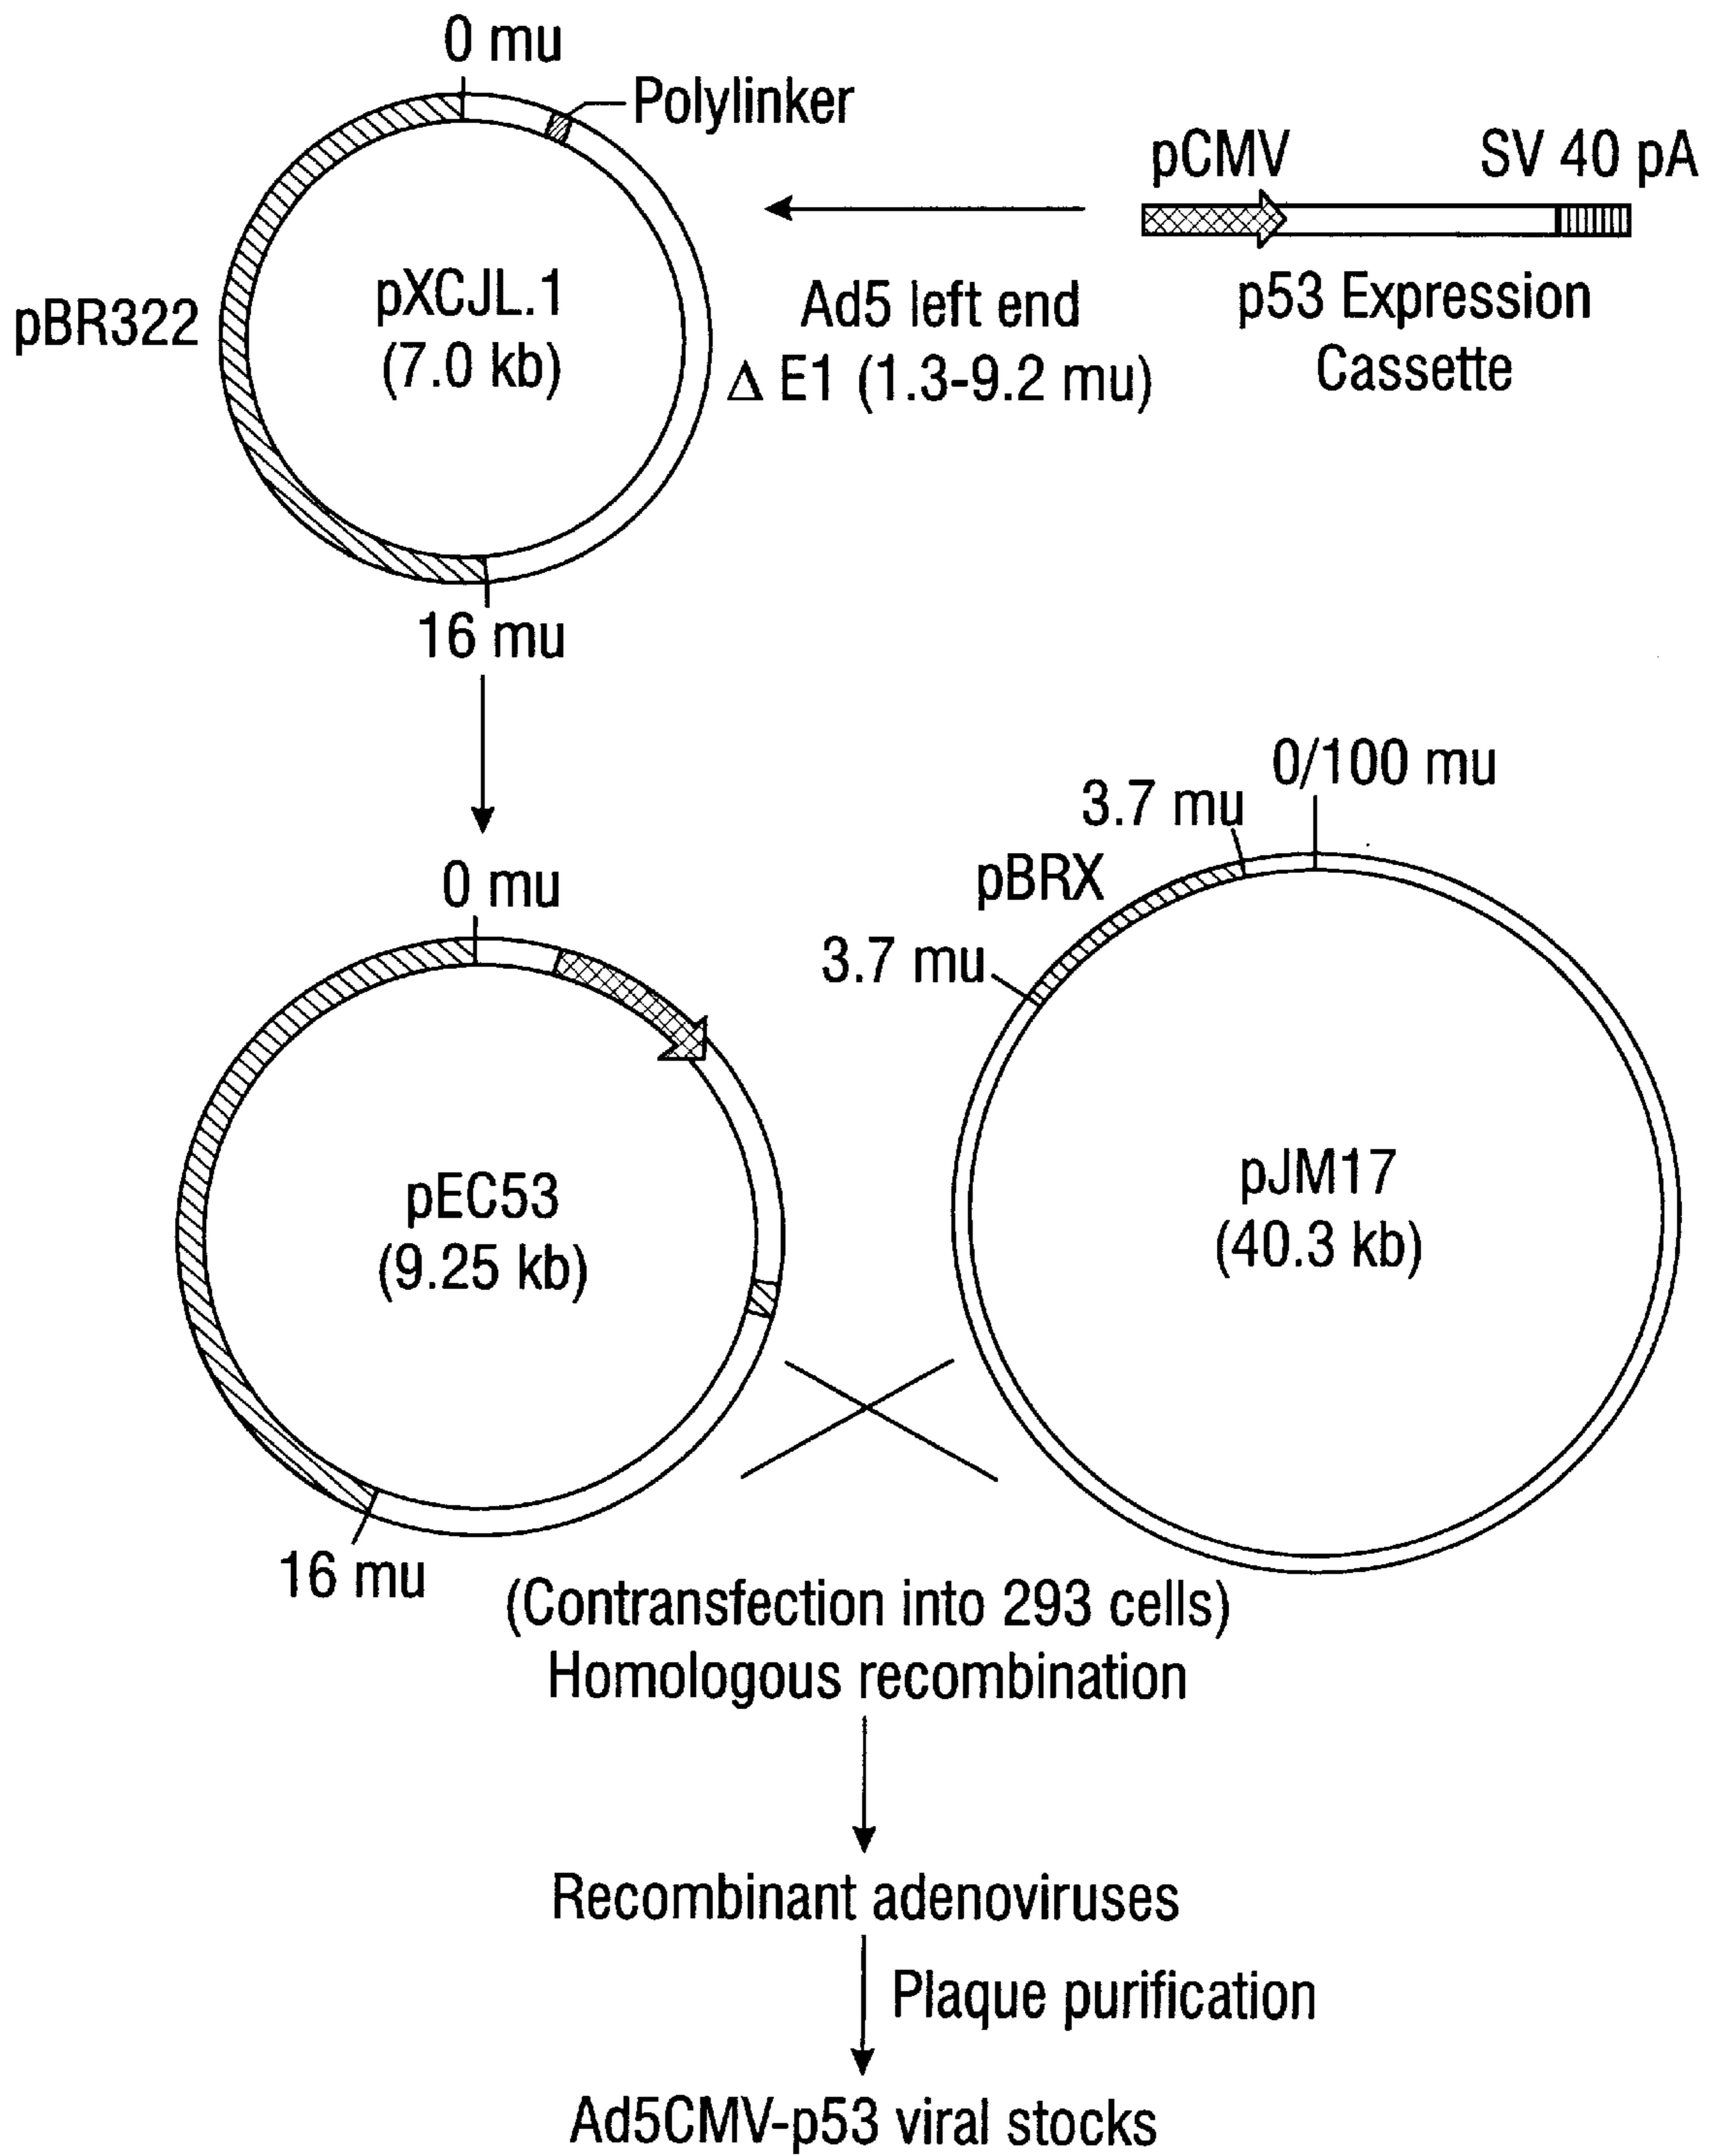 0 mu
Polylinker
pCMV
SV 40 pA
pBR322
pXCJL.1
(7.0 kb)
Ad5 left end
Δ E1 (1.3-9.2 mu)
p53 Expression
Cassette
16 mu
0/100 mu
3.7 mu
pBRX
0 mu
3.7 mu
pEC53
(9.25 kb)
pJM17
(40.3 kb)
16 mu
(Contransfection into 293 cells)
Homologous recombination
Recombinant adenoviruses
Plaque purification
Ad5CMV-p53 viral stocks